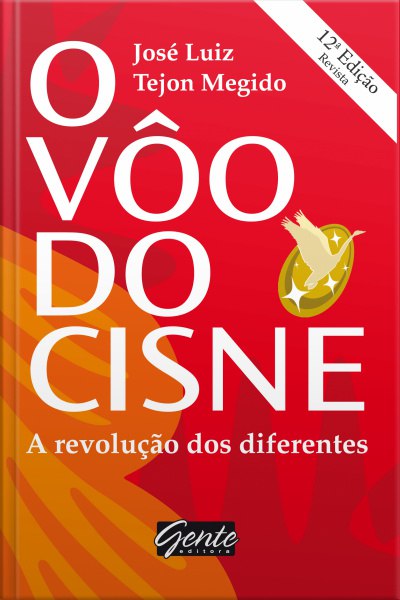 José Luiz
Tejon Megido
12ª Edição
Revista
O
VÔO
DO
CISNE
A revolução dos diferentes
Gente
editora